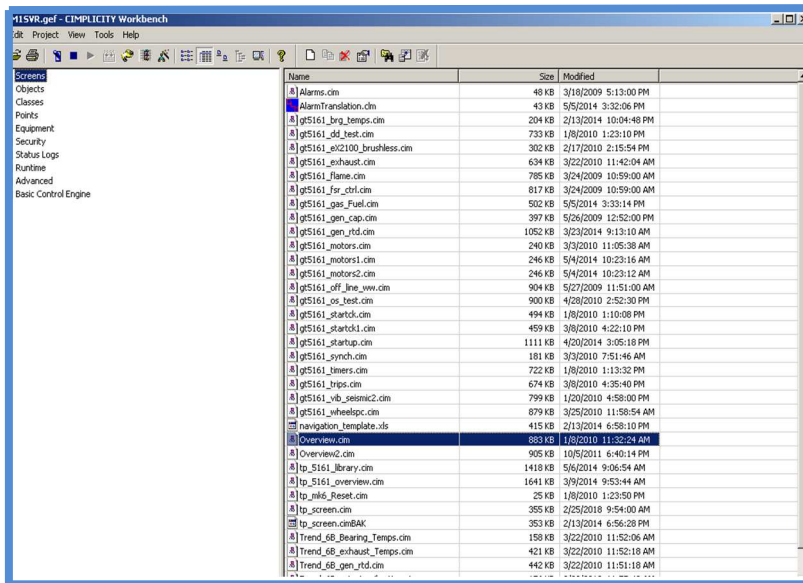 M1SVR.gef - CIMPLICITY Workbench
dit Project View Tools Help
Screens
Objects
Classes
Points
Equipment
Security
Status Logs
Runtime
Advanced
Basic Control Engine
Name Size Modified
Alarms.cim 48 KB 3/18/2009 5:13:00 PM
AlarmTranslation.clm 43 KB 5/5/2014 3:32:06 PM
gt5161_brg_temps.cim 204 KB 2/13/2014 10:04:48 PM
gt5161_dd_test.cim 733 KB 1/8/2010 1:23:10 PM
gt5161_eX2100_brushless.cim 302 KB 2/17/2010 2:15:54 PM
gt5161_exhaust.cim 634 KB 3/22/2010 11:42:04 AM
gt5161_flame.cim 785 KB 3/24/2009 10:59:00 AM
gt5161_fsr_ctrl.cim 817 KB 3/24/2009 10:59:00 AM
gt5161_gas_Fuel.cim 502 KB 5/5/2014 3:33:14 PM
gt5161_gen_cap.cim 397 KB 5/26/2009 12:52:00 PM
gt5161_gen_rtd.cim 1052 KB 3/23/2014 9:13:10 AM
gt5161_motors.cim 240 KB 3/3/2010 11:05:38 AM
gt5161_motors1.cim 246 KB 5/4/2014 10:23:16 AM
gt5161_motors2.cim 246 KB 5/4/2014 10:23:12 AM
gt5161_off_line_ww.cim 904 KB 5/27/2009 11:51:00 AM
gt5161_os_test.cim 900 KB 4/28/2010 2:52:30 PM
gt5161_startck.cim 494 KB 1/8/2010 1:10:08 PM
gt5161_startck1.cim 459 KB 3/8/2010 4:22:10 PM
gt5161_startup.cim 1111 KB 4/20/2014 3:05:18 PM
gt5161_synch.cim 181 KB 3/3/2010 7:51:46 AM
gt5161_timers.cim 722 KB 1/8/2010 1:13:32 PM
gt5161_trips.cim 674 KB 3/8/2010 4:35:40 PM
gt5161_vib_seismic2.cim 799 KB 1/20/2010 4:58:00 PM
gt5161_wheelspc.cim 879 KB 3/25/2010 11:58:54 AM
navigation_template.xls 415 KB 2/13/2014 6:58:10 PM
Overview.cim 883 KB 1/8/2010 11:32:24 AM
Overview2.cim 905 KB 10/5/2011 6:40:14 PM
tp_5161_library.cim 1418 KB 5/6/2014 9:06:54 AM
tp_5161_overview.cim 1641 KB 3/9/2014 9:53:44 AM
tp_mk6_Reset.cim 25 KB 1/8/2010 1:23:50 PM
tp_screen.cim 355 KB 2/25/2018 9:54:00 AM
tp_screen.cimBAK 353 KB 2/13/2014 6:56:28 PM
Trend_6B_Bearing_Temps.cim 158 KB 3/22/2010 11:52:06 AM
Trend_6B_exhaust_Temps.cim 421 KB 3/22/2010 11:52:18 AM
Trend_6B_gen_rtd.cim 442 KB 3/22/2010 11:51:18 AM